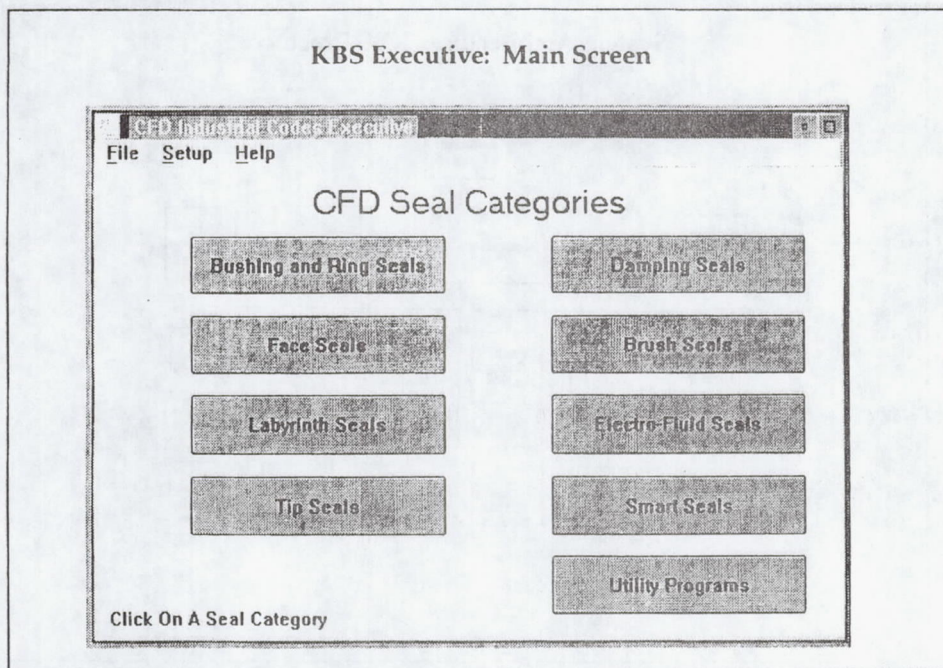 KBS Executive: Main Screen
CFD Industrial Codes Executive
File Setup Help
CFD Seal Categories
Bushing and Ring Seals
Damping Seals
Face Seals
Brush Seals
Labyrinth Seals
Electro-Fluid Seals
Tip Seals
Smart Seals
Utility Programs
Click On A Seal Category